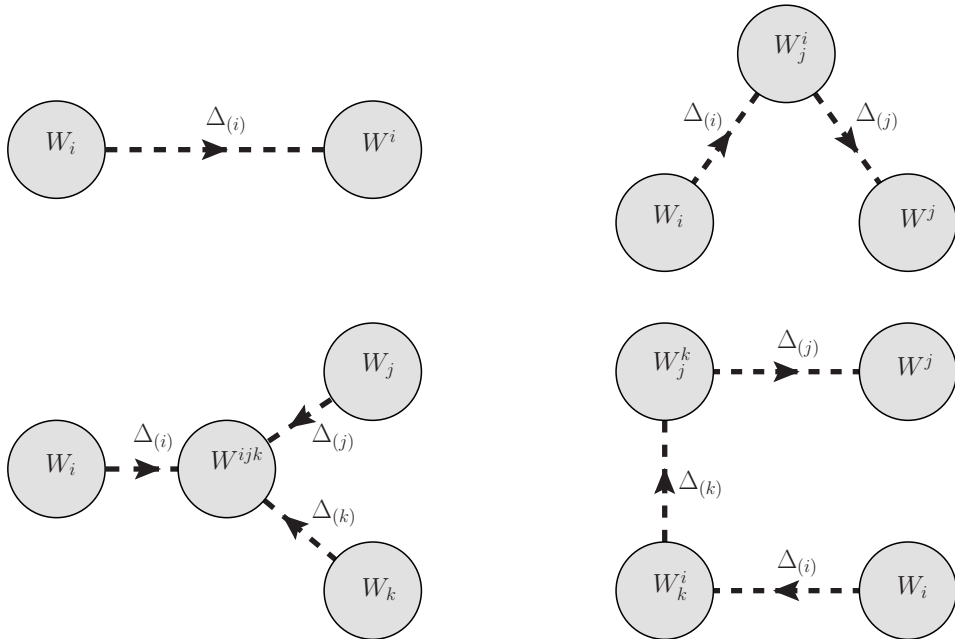 W_i Δ_(i) W^i
W^i_j
Δ_(i) Δ_(j)
W_i W^j
W_j
Δ_(j)
W_i Δ_(i) W^{ijk}
Δ_(k)
W_k
W^k_j Δ_(j) W^j
Δ_(k)
W^i_k Δ_(i) W_i